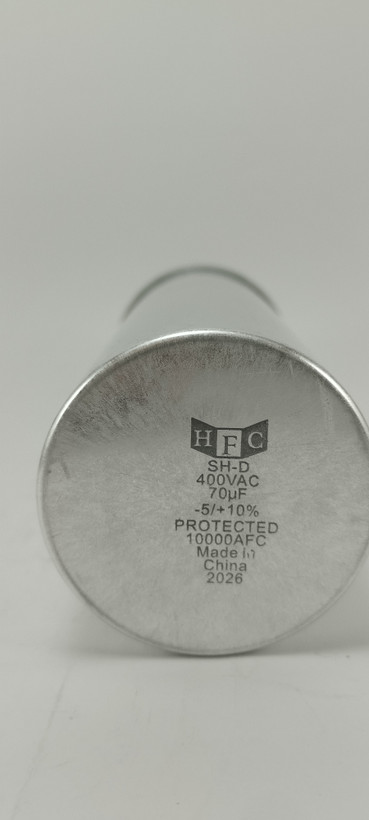 HFC
SH-D
400VAC
70µF
-5/+10%
PROTECTED
10000AFC
Made in
China
2026